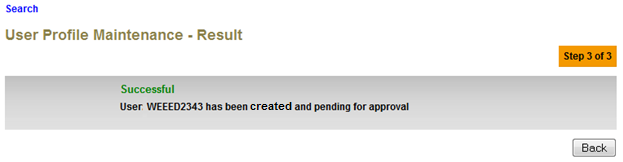 Search
User Profile Maintenance - Result
Step 3 of 3
Successful
User: WEEED2343 has been created and pending for approval
Back